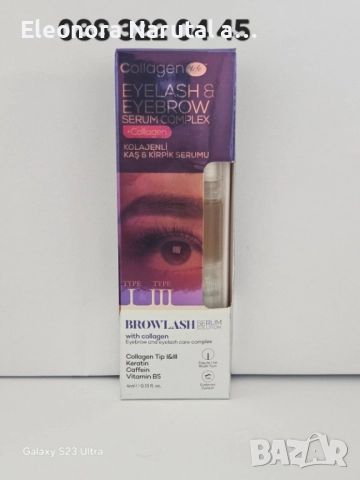 Eleonora Natural...
Collagen
EYELASH &
EYEBROW
SERUM COMPLEX
+Collagen
KOLAJENLİ
KAŞ & KİRPİK SERUMU
TYPE TYPE
I III
BROWLASH SERUM
with collagen
Eyebrow and eyelash care complex
Collagen Tip I&III
Keratin
Caffein
Vitamin B5
Galaxy S23 Ultra
BAZAR